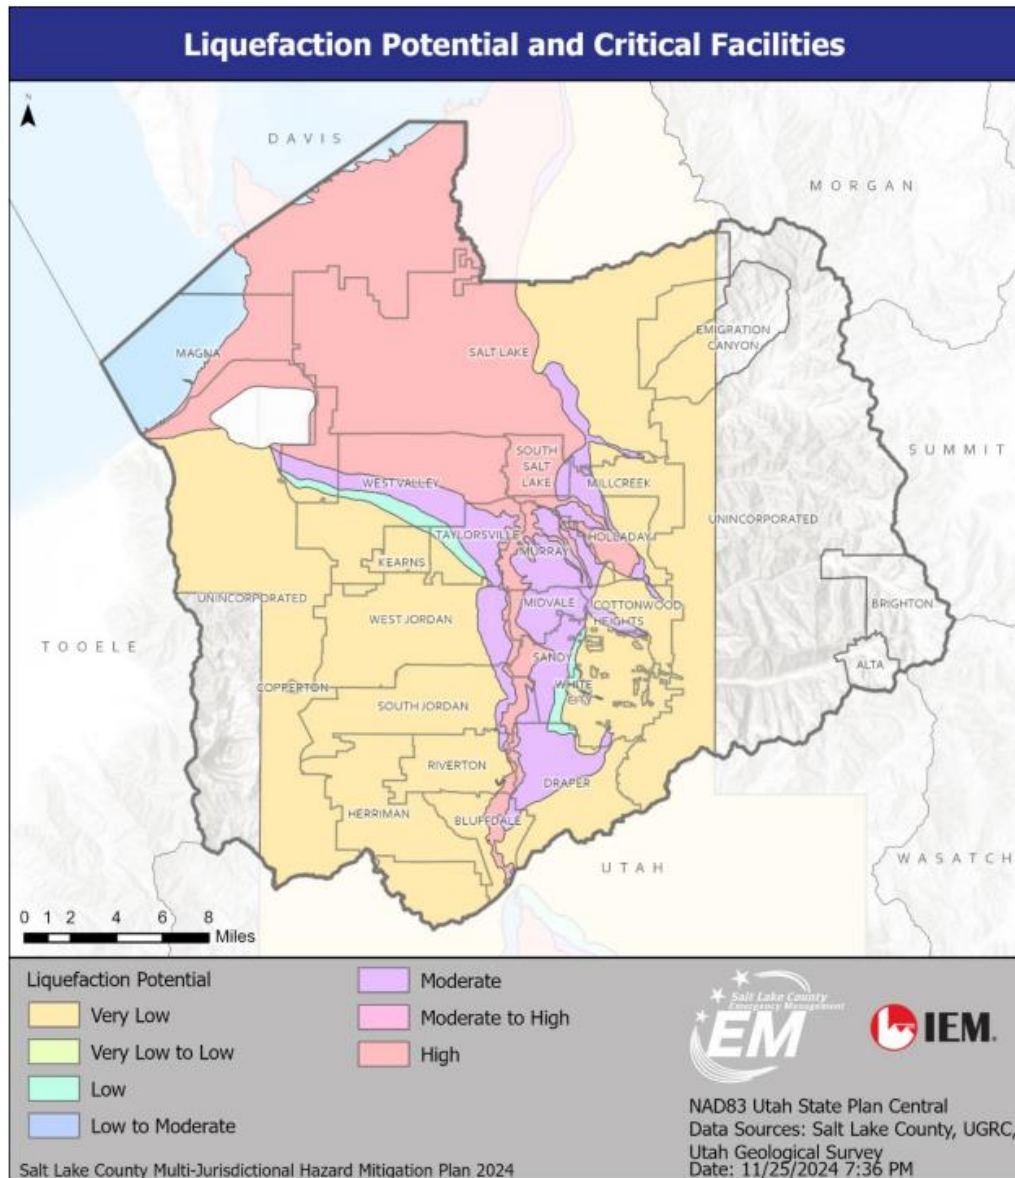 Liquefaction Potential and Critical Facilities
N
DAVIS
MORGAN
EMIGRATION
CANYON
MAGNA
SALT LAKE
SUMMIT
SOUTH
SALT
LAKE
WEST VALLEY
MILLCREEK
UNINCORPORATED
TAYLORSVILLE
HOLLADAY
MURRAY
KEARNS
UNINCORPORATED
MIDVALE
COTTONWOOD
HEIGHTS
BRIGHTON
WEST JORDAN
TOOELE
SANDY
ALTA
COPPERTON
WHITE
CITY
SOUTH JORDAN
RIVERTON
DRAPER
HERRIMAN
BLUFFDALE
UTAH
WASATCH
0 1 2 4 6 8
Miles
Liquefaction Potential
Very Low
Very Low to Low
Low
Low to Moderate
Moderate
Moderate to High
High
Salt Lake County
Emergency Management
EM
IEM.
NAD83 Utah State Plan Central
Data Sources: Salt Lake County, UGRC,
Utah Geological Survey
Date: 11/25/2024 7:36 PM
Salt Lake County Multi-Jurisdictional Hazard Mitigation Plan 2024